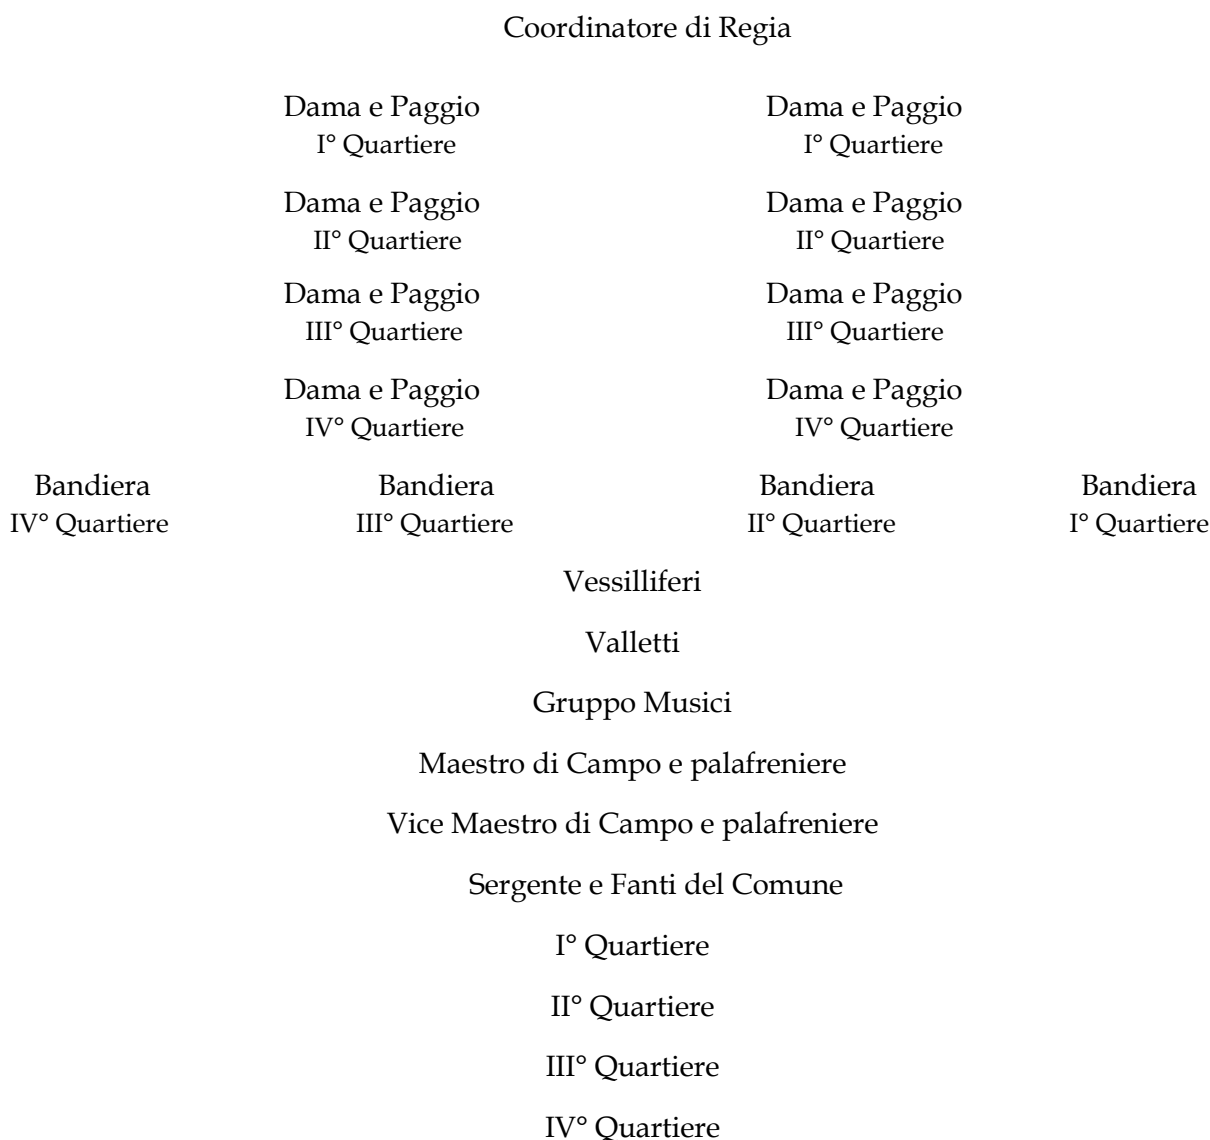 Coordinatore di Regia
Dama e Paggio Dama e Paggio
I° Quartiere I° Quartiere
Dama e Paggio Dama e Paggio
II° Quartiere II° Quartiere
Dama e Paggio Dama e Paggio
III° Quartiere III° Quartiere
Dama e Paggio Dama e Paggio
IV° Quartiere IV° Quartiere
Bandiera Bandiera Bandiera Bandiera
IV° Quartiere III° Quartiere II° Quartiere I° Quartiere
Vessilliferi
Valletti
Gruppo Musici
Maestro di Campo e palafreniere
Vice Maestro di Campo e palafreniere
Sergente e Fanti del Comune
I° Quartiere
II° Quartiere
III° Quartiere
IV° Quartiere